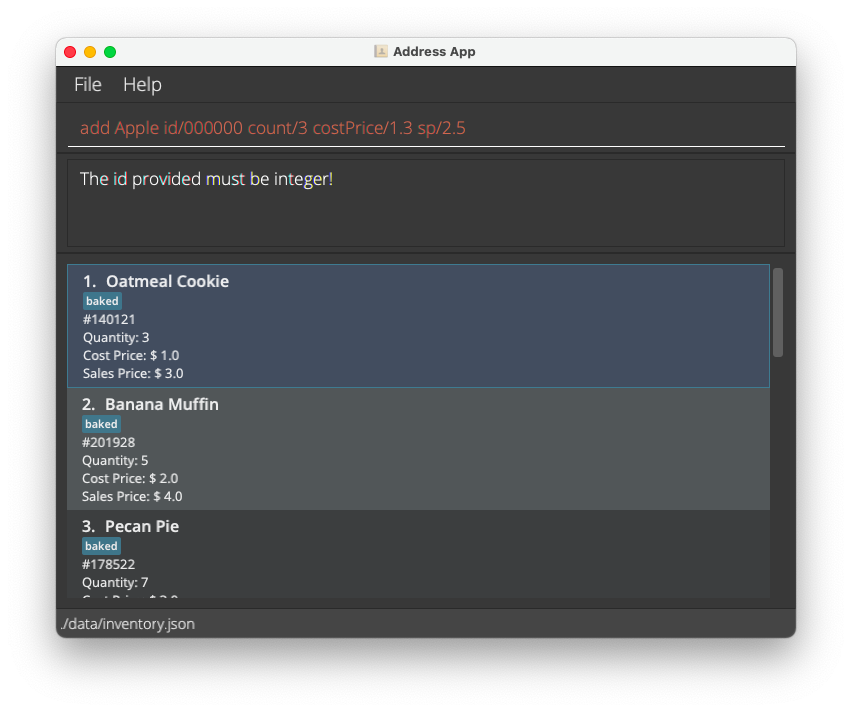 Address App
File Help
add Apple id/000000 count/3 costPrice/1.3 sp/2.5
The id provided must be integer!
1. Oatmeal Cookie
baked
#140121
Quantity: 3
Cost Price: $ 1.0
Sales Price: $ 3.0
2. Banana Muffin
baked
#201928
Quantity: 5
Cost Price: $ 2.0
Sales Price: $ 4.0
3. Pecan Pie
baked
#178522
Quantity: 7
./data/inventory.json